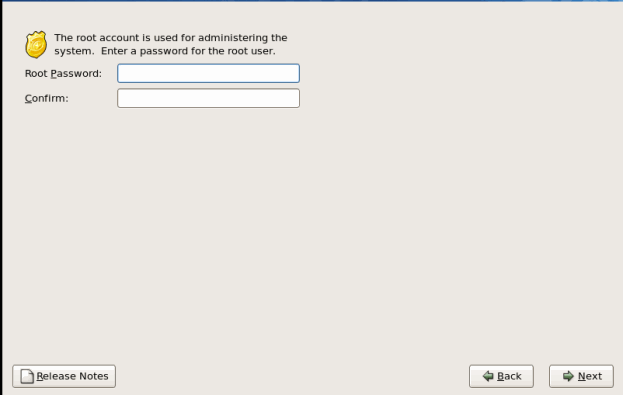 The root account is used for administering the
system.  Enter a password for the root user.
Root Password:
Confirm:
Release Notes
Back
Next